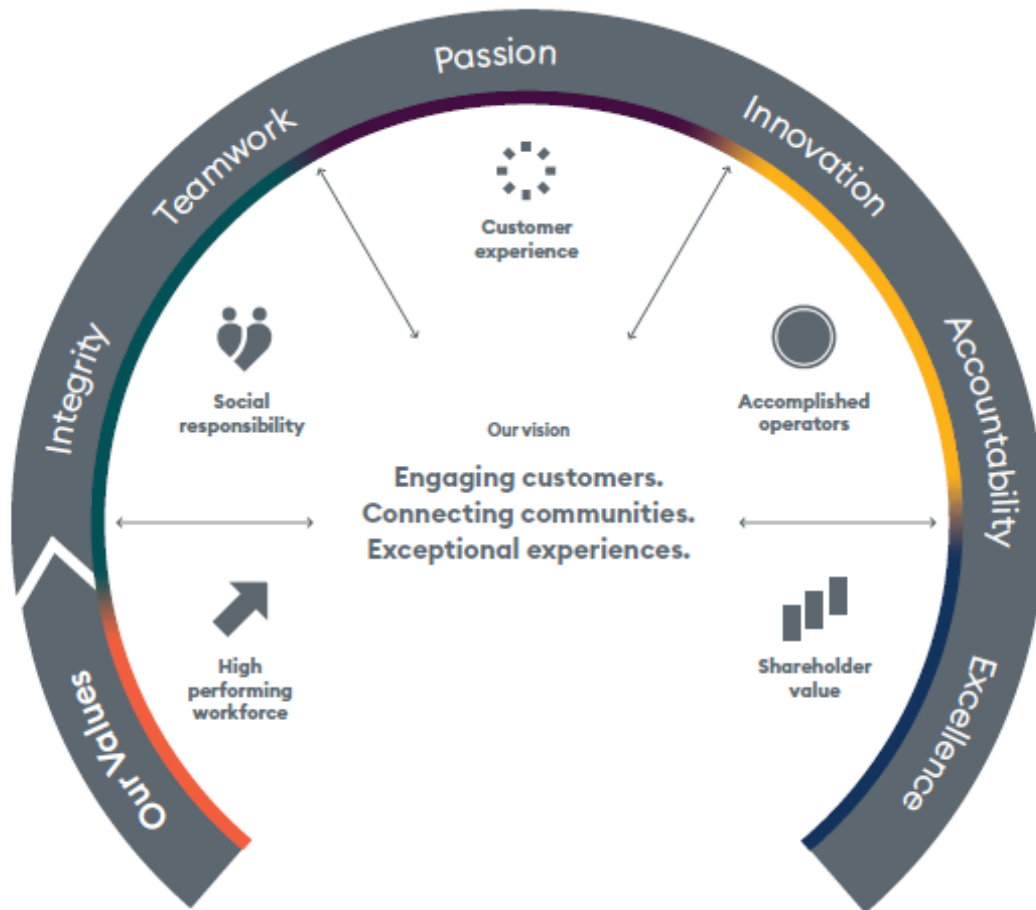 Our Values
Integrity
Teamwork
Passion
Innovation
Accountability
Excellence
Customer
experience
Social
responsibility
Accomplished
operators
Our vision
Engaging customers.
Connecting communities.
Exceptional experiences.
High
performing
workforce
Shareholder
value